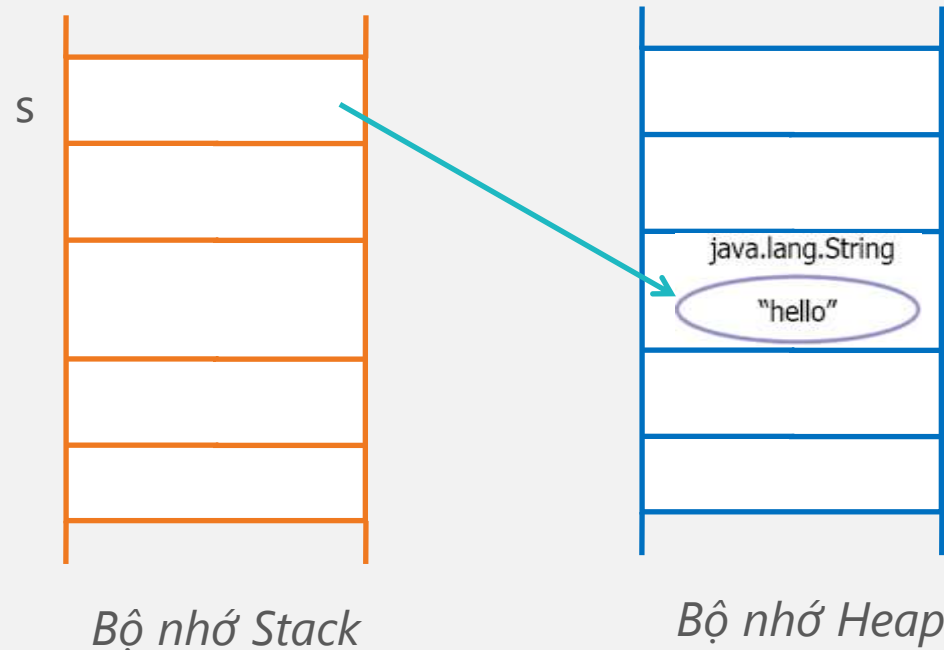 s
java.lang.String
“hello”
Bộ nhớ Stack
Bộ nhớ Heap